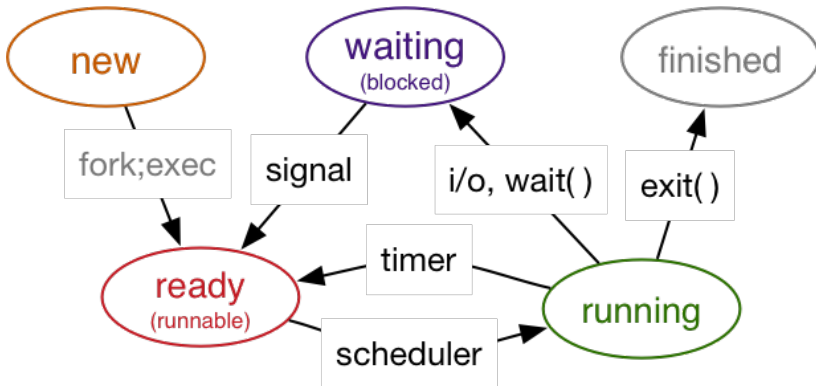 new
waiting
(blocked)
finished
fork;exec
signal
i/o, wait( )
exit( )
timer
ready
(runnable)
running
scheduler